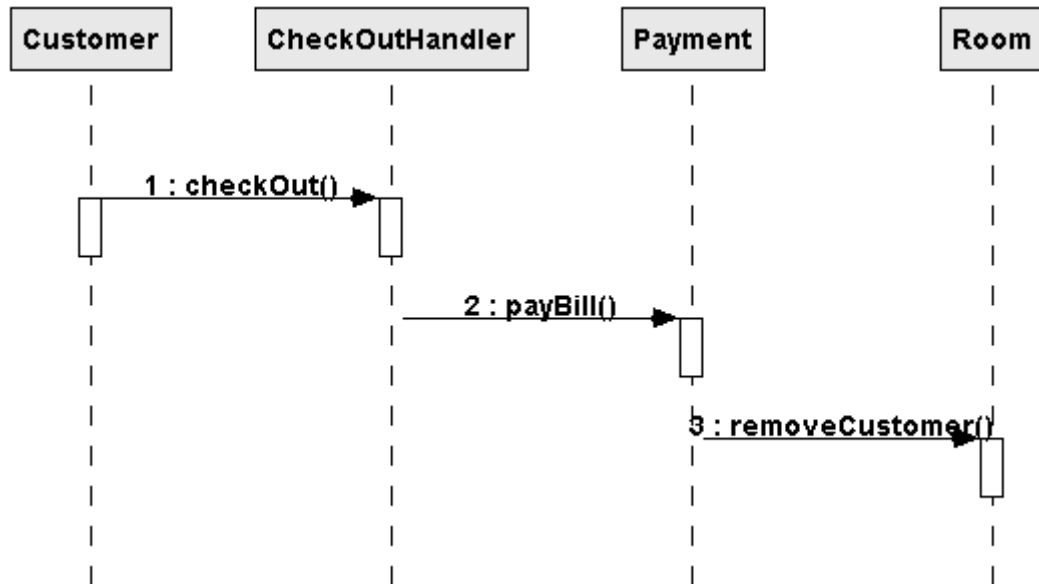 Customer
CheckOutHandler
Payment
Room
1 : checkOut()
2 : payBill()
3 : removeCustomer()